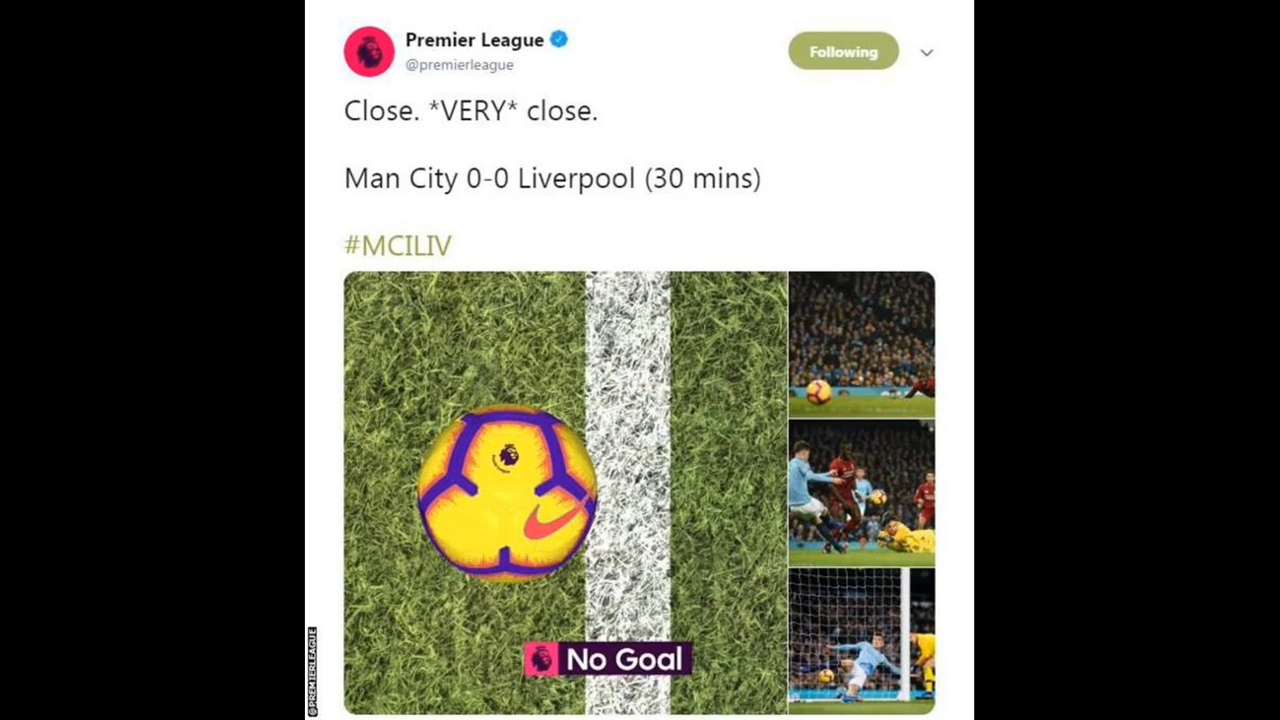 Premier League
@premierleague
Following
Close. *VERY* close.
Man City 0-0 Liverpool (30 mins)
#MCILIV
No Goal
@PREMIERLEAGUE